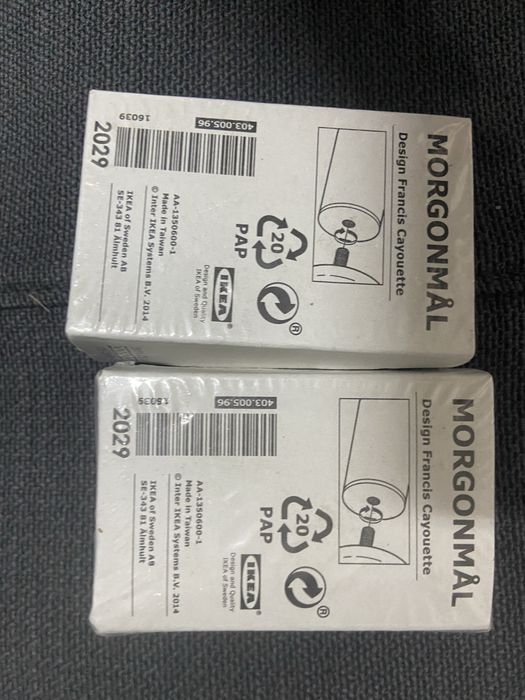 MORGONMÅL
Design Francis Cayouette
403.005.96
16039
2029
20
PAP
®
IKEA®
Design and Quality
IKEA of Sweden
AA-1350600-1
Made in Taiwan
© Inter IKEA Systems B.V. 2014
IKEA of Sweden AB
SE-343 81 Älmhult
MORGONMÅL
Design Francis Cayouette
403.005.96
16039
2029
20
PAP
®
IKEA®
Design and Quality
IKEA of Sweden
AA-1350600-1
Made in Taiwan
© Inter IKEA Systems B.V. 2014
IKEA of Sweden AB
SE-343 81 Älmhult